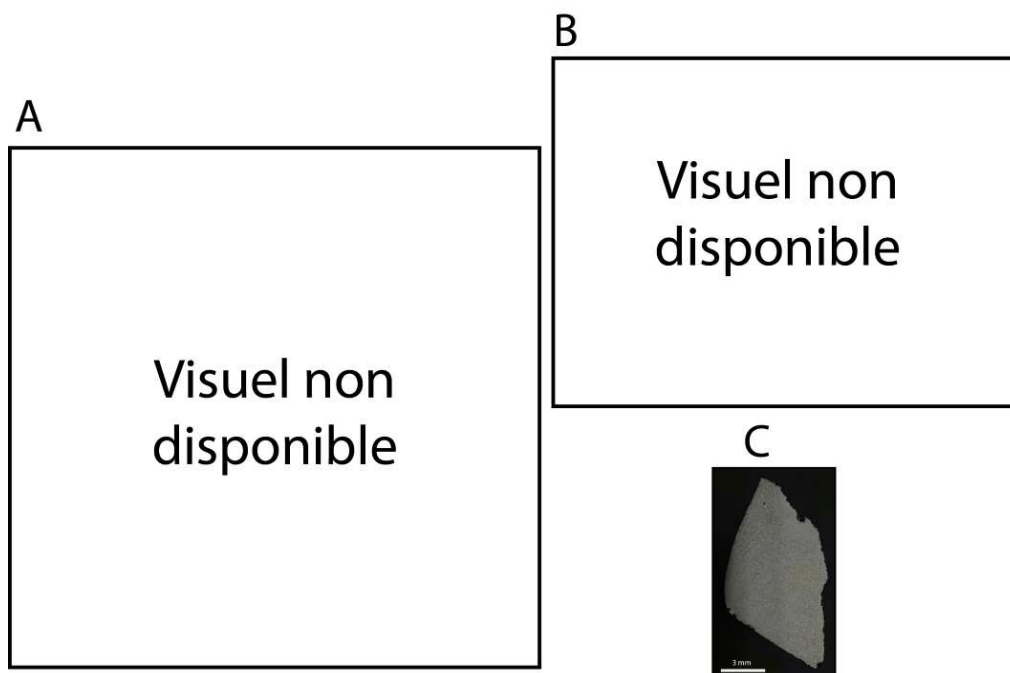 A
Visuel non
disponible
B
Visuel non
disponible
C
3 mm